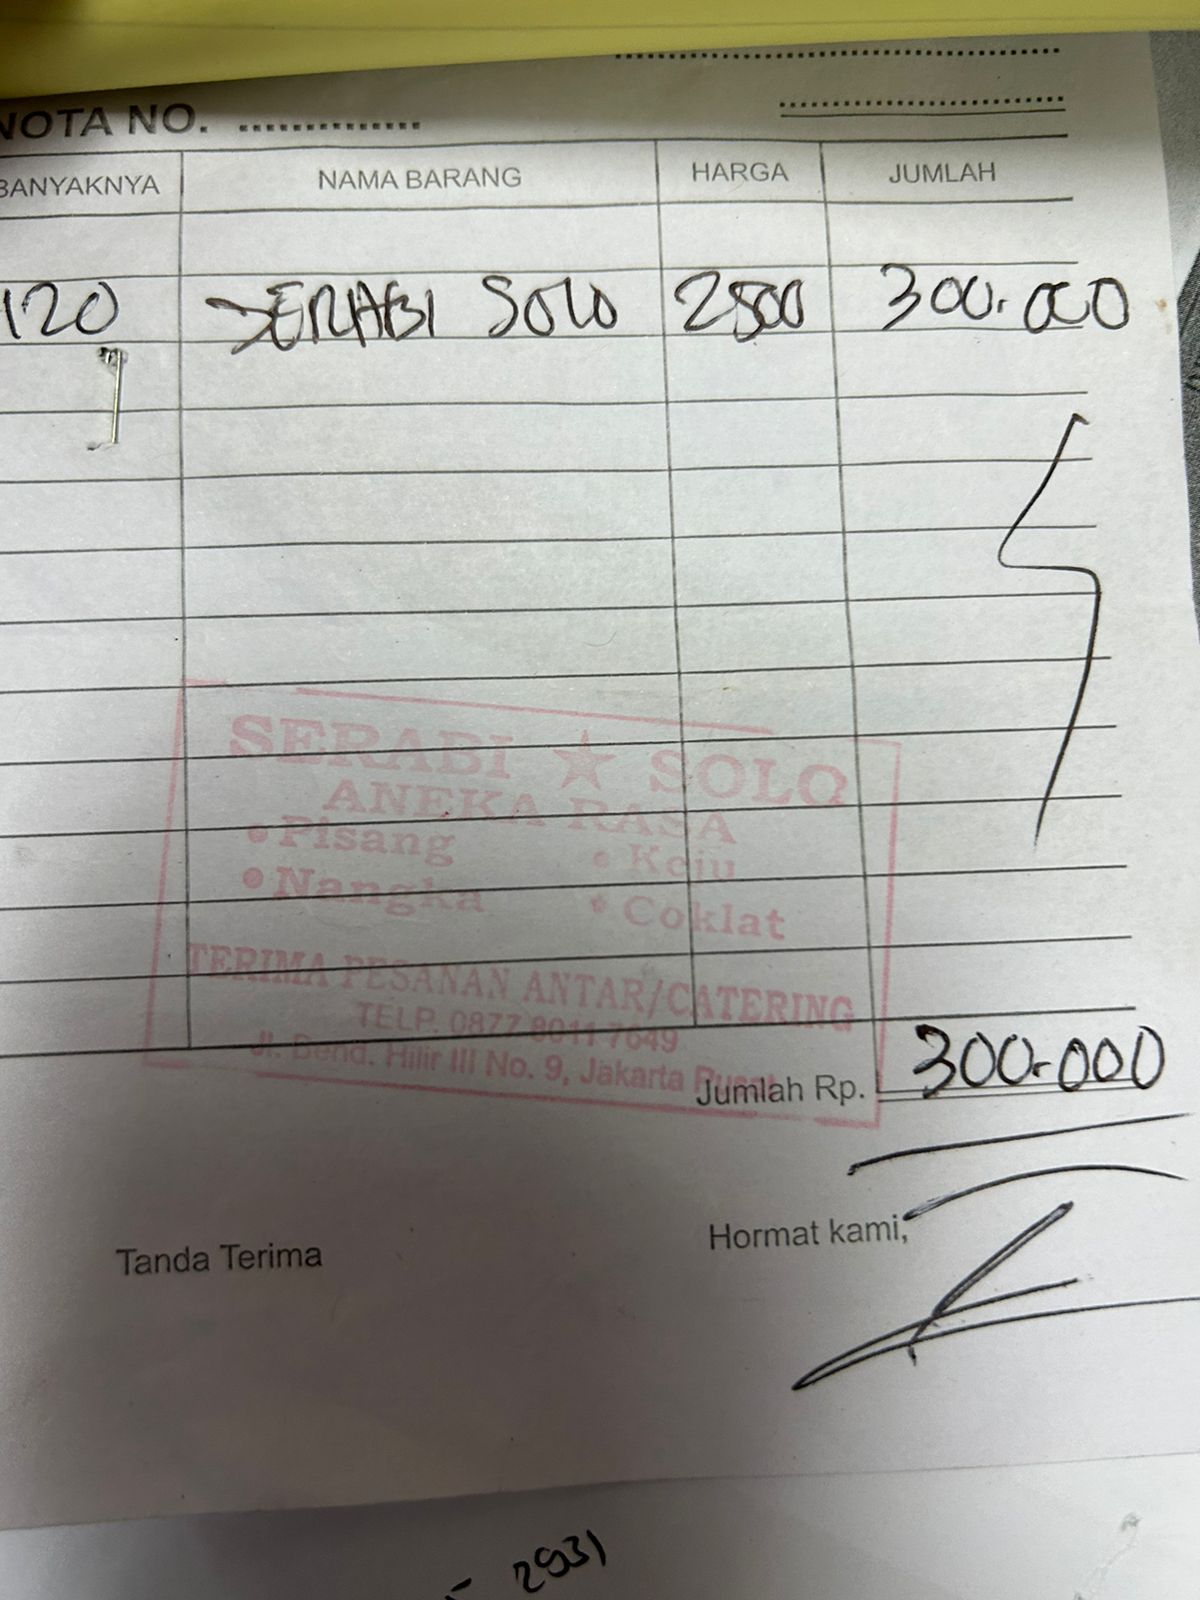 NOTA NO. ..............
BANYAKNYA NAMA BARANG HARGA JUMLAH
120 SERABI SOLO 2500 300.000
SERABI ★ SOLO
ANEKA RASA
• Pisang • Keju
• Nangka • Coklat
TERIMA PESANAN ANTAR/CATERING
TELP. 0877 8011 7649
Jl. Bend. Hilir III No. 9, Jakarta Pusat
Jumlah Rp. 300.000
Tanda Terima Hormat kami,
2931